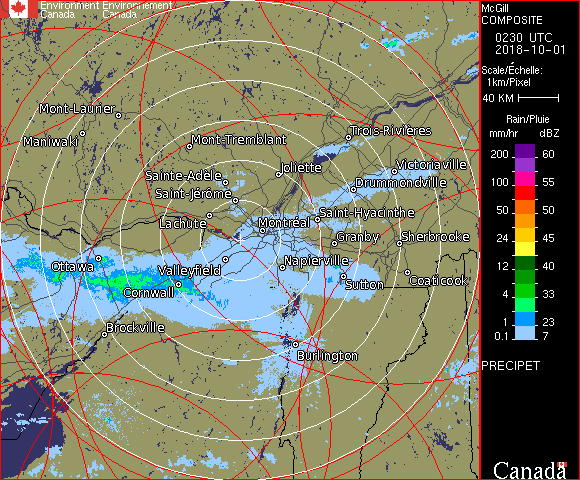 Environment Environnement
Canada Canada
McGill
COMPOSITE
0230 UTC
2018-10-01
Scale/Échelle:
1km/Pixel
40 KM
Rain/Pluie
mm/hr dBZ
200 60
100 55
50 50
24 45
12 40
4 33
1 23
0.1 7
PRECIPET
Canada
Mont-Laurier
Maniwaki
Mont-Tremblant
Trois-Rivières
Sainte-Adèle
Joliette
Victoriaville
Drummondville
Saint-Jérôme
Lachute
Montréal
Saint-Hyacinthe
Granby
Sherbrooke
Ottawa
Valleyfield
Napierville
Cornwall
Sutton
Coaticook
Brockville
Burlington